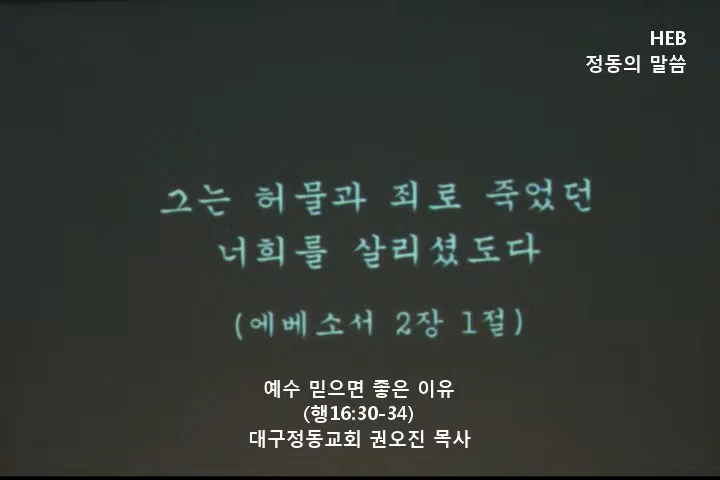 HEB
정동의 말씀
그는 허물과 죄로 죽었던
너희를 살리셨도다
(에베소서 2장 1절)
예수 믿으면 좋은 이유
(행16:30-34)
대구정동교회 권오진 목사